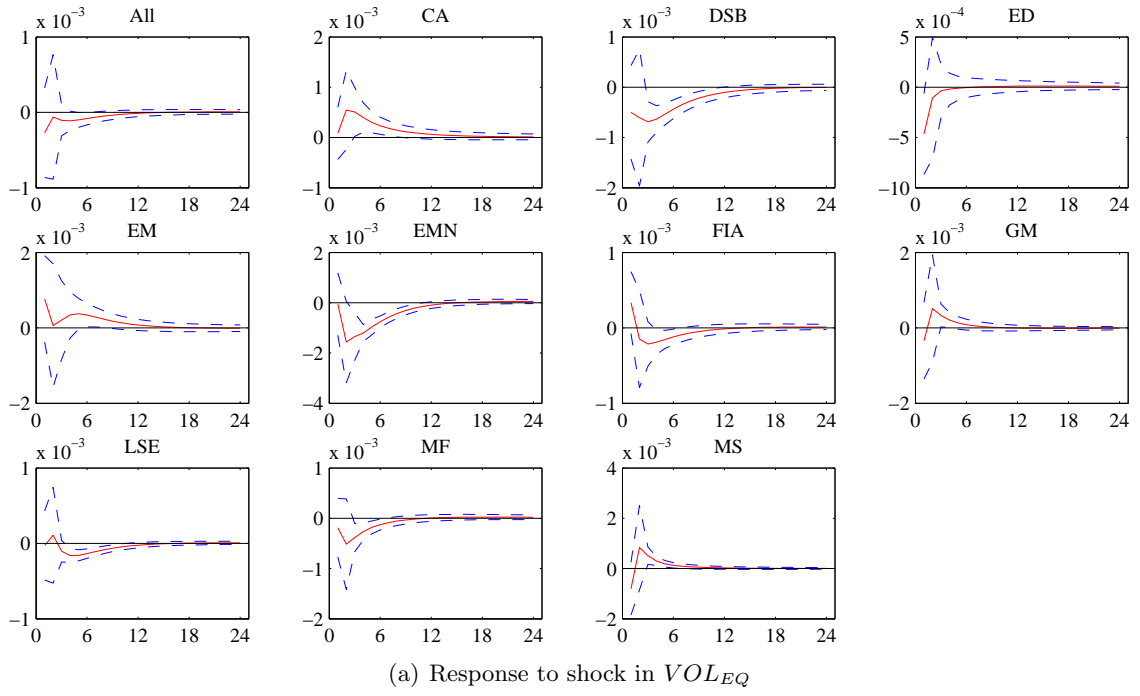 x 10⁻³ All
1
0
−1
0 6 12 18 24
x 10⁻³ CA
2
1
0
−1
0 6 12 18 24
x 10⁻³ DSB
1
0
−1
−2
0 6 12 18 24
x 10⁻⁴ ED
5
0
−5
−10
0 6 12 18 24
x 10⁻³ EM
2
0
−2
0 6 12 18 24
x 10⁻³ EMN
2
0
−2
−4
0 6 12 18 24
x 10⁻³ FIA
1
0
−1
0 6 12 18 24
x 10⁻³ GM
2
0
−2
0 6 12 18 24
x 10⁻³ LSE
1
0
−1
0 6 12 18 24
x 10⁻³ MF
1
0
−1
−2
0 6 12 18 24
x 10⁻³ MS
4
2
0
−2
0 6 12 18 24
(a) Response to shock in VOL_EQ